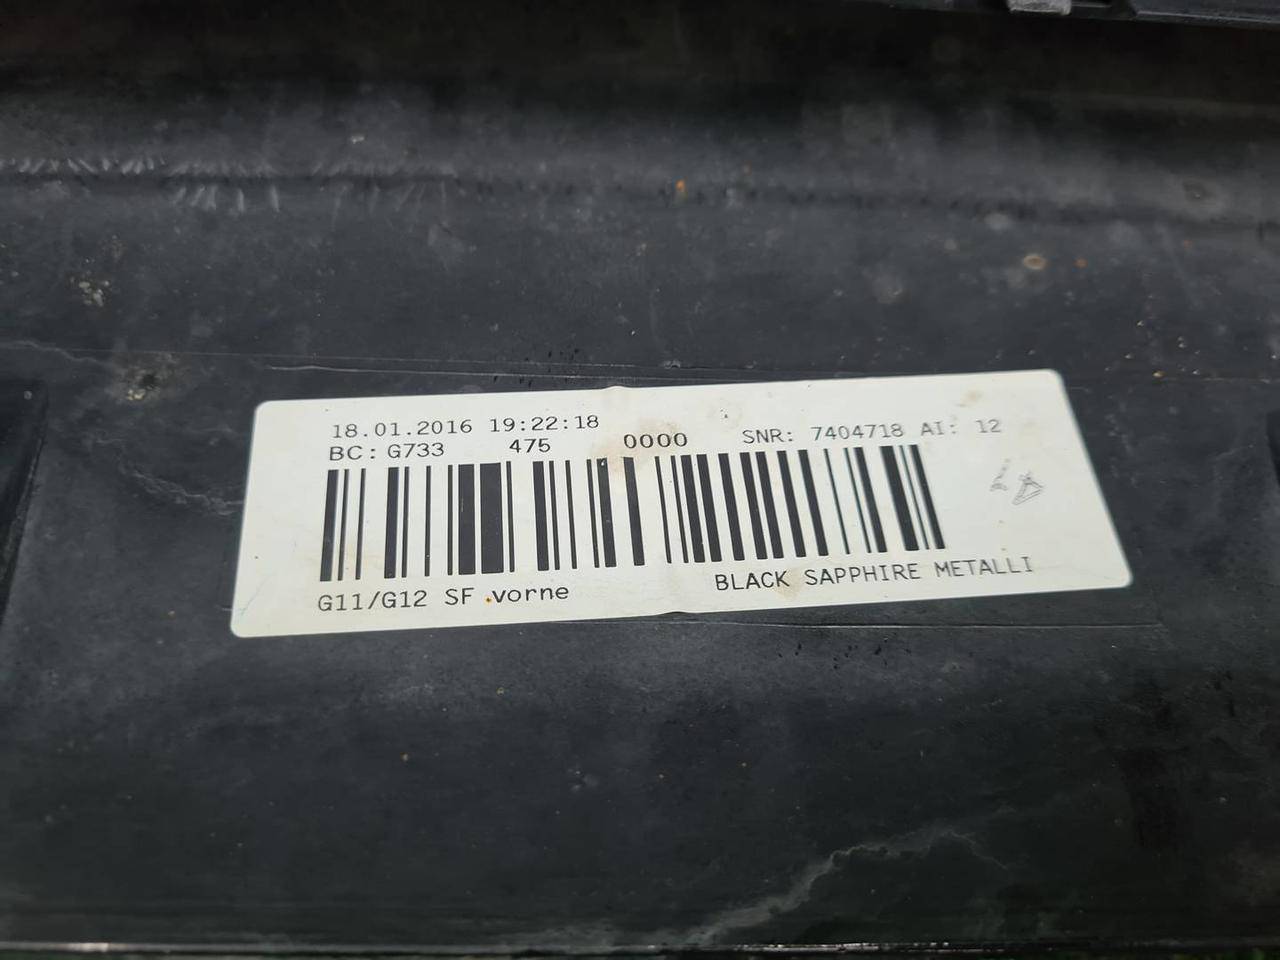 18.01.2016 19:22:18
BC: G733 475 0000 SNR: 7404718 AI: 12
G11/G12 SF vorne BLACK SAPPHIRE METALLI